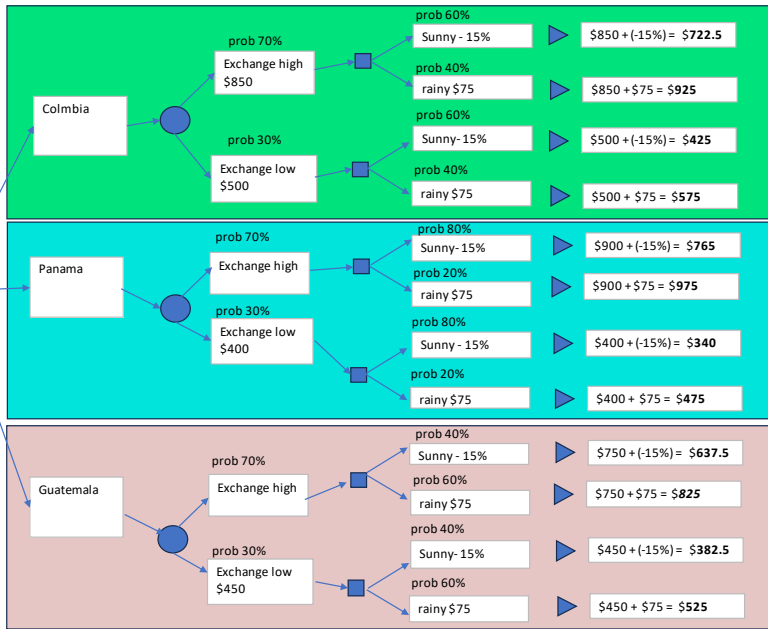 prob 60%
Sunny - 15%
$850 +(-15%) = $722.5
prob 70%
Exchange high
$850
prob 40%
rainy $75
$850 + $75 = $925
Colmbia
prob 60%
Sunny- 15%
$500 +(-15%) = $425
prob 30%
Exchange low
$500
prob 40%
rainy $75
$500 + $75 = $575
prob 80%
Sunny- 15%
$900 +(-15%) = $765
prob 70%
Exchange high
prob 20%
rainy $75
$900 + $75 = $975
Panama
prob 30%
Exchange low
$400
prob 80%
Sunny - 15%
$400 +(-15%) = $340
prob 20%
rainy $75
$400 + $75 = $475
prob 40%
Sunny - 15%
$750 +(-15%) = $637.5
prob 70%
Exchange high
prob 60%
rainy $75
$750 + $75 = $825
Guatemala
prob 40%
Sunny- 15%
$450 +(-15%) = $382.5
prob 30%
Exchange low
$450
prob 60%
rainy $75
$450 + $75 = $525